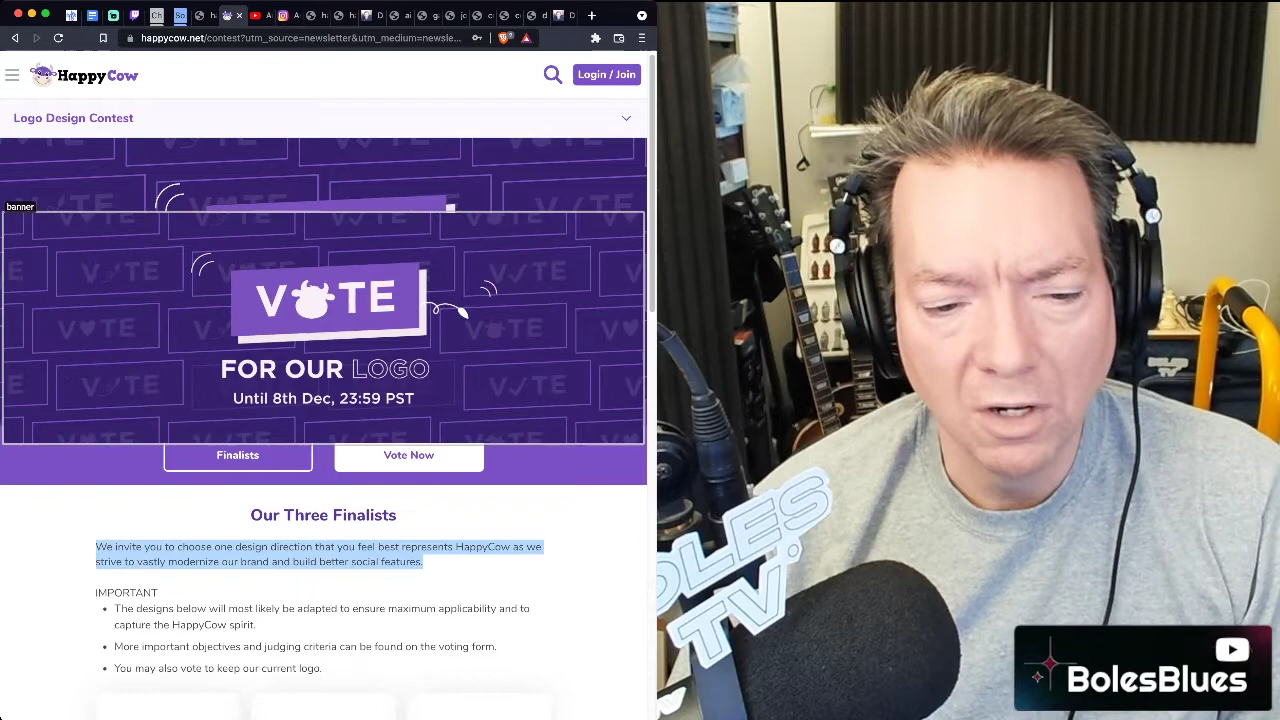 happycow.net/contest?utm_source=newsletter&utm_medium=newsle...
HappyCow
Login / Join
Logo Design Contest
banner
VOTE
FOR OUR LOGO
Until 8th Dec, 23:59 PST
Finalists
Vote Now
Our Three Finalists
We invite you to choose one design direction that you feel best represents HappyCow as we
strive to vastly modernize our brand and build better social features.
IMPORTANT
The designs below will most likely be adapted to ensure maximum applicability and to
capture the HappyCow spirit.
More important objectives and judging criteria can be found on the voting form.
You may also vote to keep our current logo.
BOLES
TV
BolesBlues